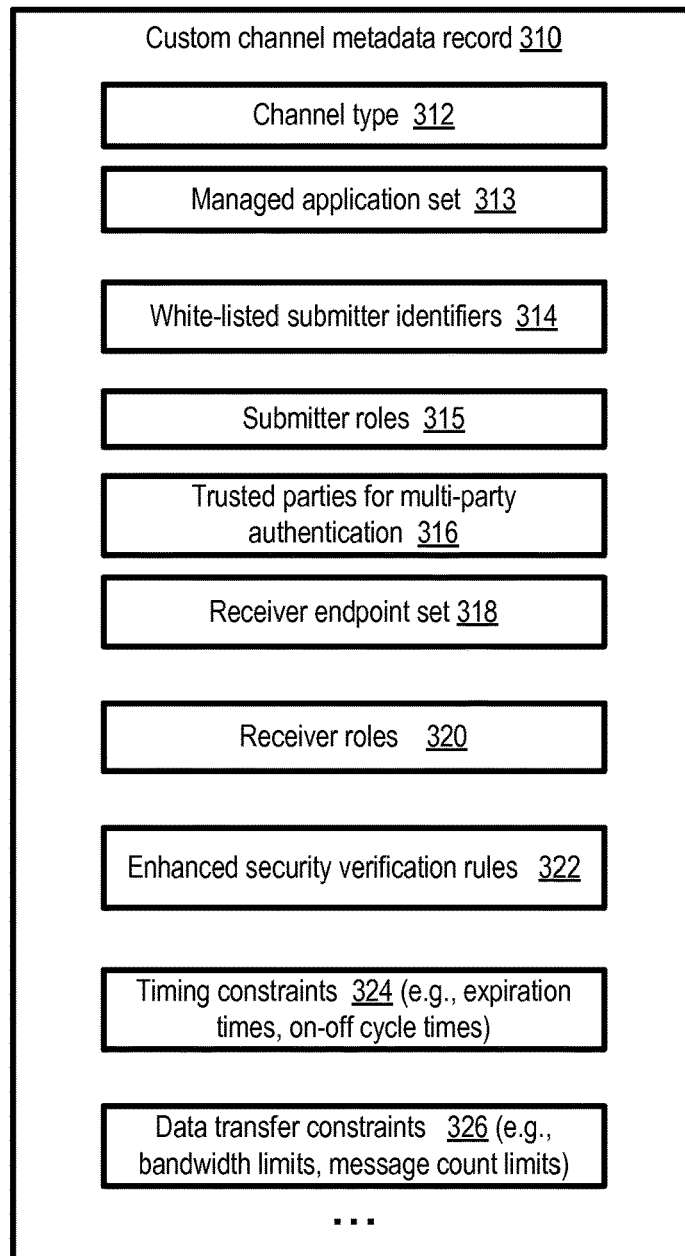 Custom channel metadata record 310
Channel type 312
Managed application set 313
White-listed submitter identifiers 314
Submitter roles 315
Trusted parties for multi-party
authentication 316
Receiver endpoint set 318
Receiver roles 320
Enhanced security verification rules 322
Timing constraints 324 (e.g., expiration
times, on-off cycle times)
Data transfer constraints 326 (e.g.,
bandwidth limits, message count limits)
...